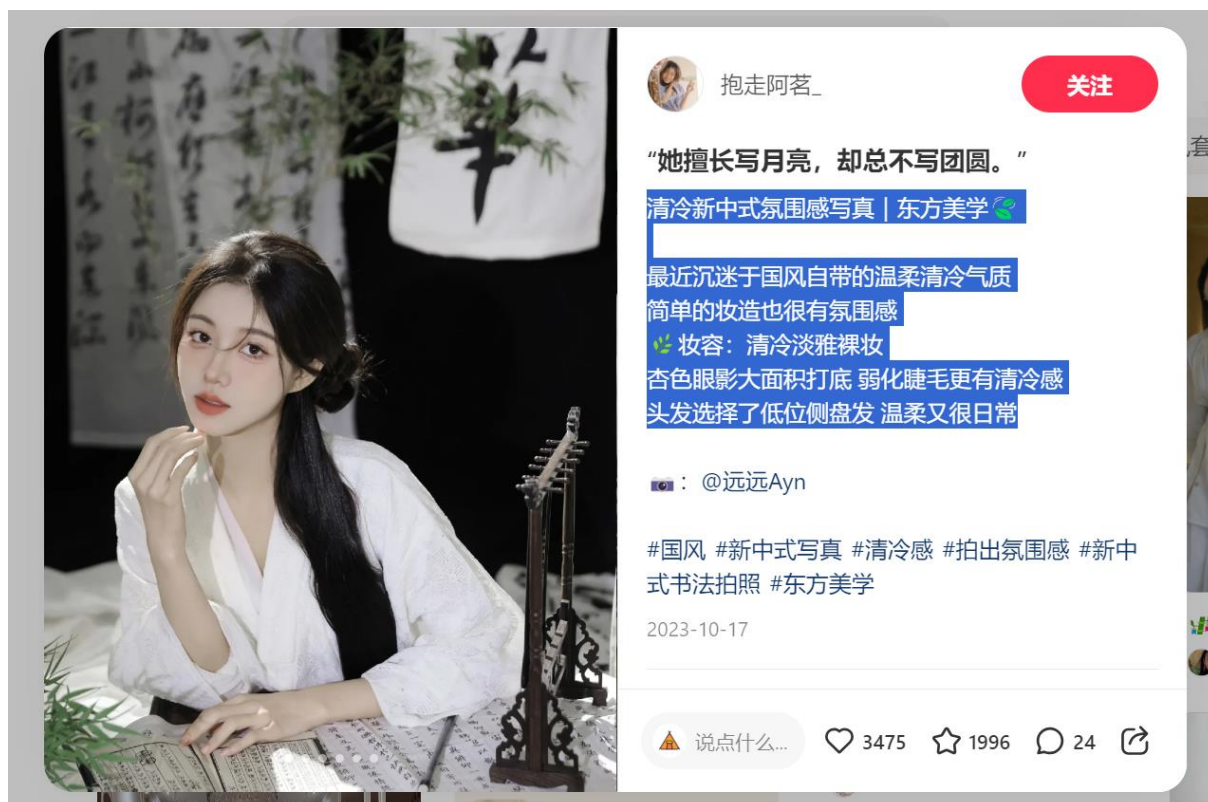 抱走阿茗_
关注
“她擅长写月亮，却总不写团圆。”
清冷新中式氛围感写真 | 东方美学🍃
最近沉迷于国风自带的温柔清冷气质
简单的妆造也很有氛围感
🌿妆容：清冷淡雅裸妆
杏色眼影大面积打底 弱化睫毛更有清冷感
头发选择了低位侧盘发 温柔又很日常
📷：@远远Ayn
#国风 #新中式写真 #清冷感 #拍出氛围感 #新中
式书法拍照 #东方美学
2023-10-17
说点什么...
3475
1996
24
套